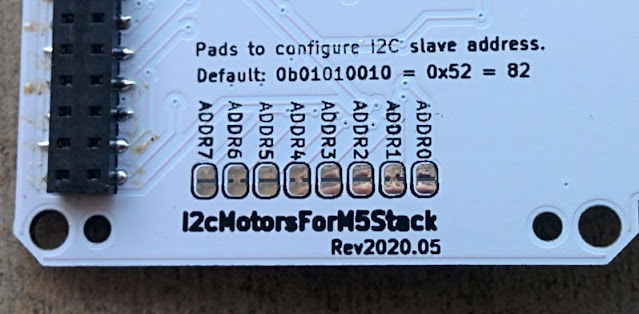 Pads to configure I2C slave address.
Default: 0b01010010 = 0x52 = 82
ADDR7 ADDR6 ADDR5 ADDR4 ADDR3 ADDR2 ADDR1 ADDR0
I2cMotorsForM5Stack
Rev2020.05